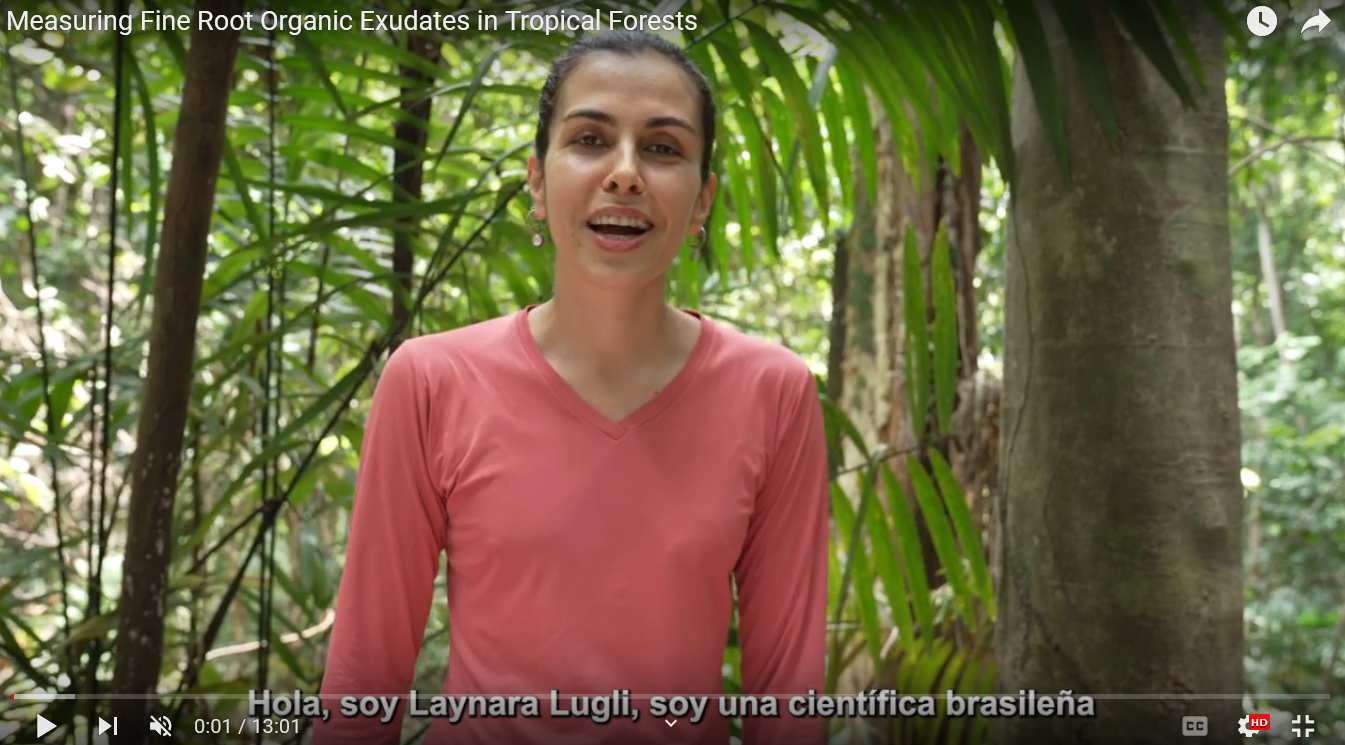 Measuring Fine Root Organic Exudates in Tropical Forests
Hola, soy Laynara Lugli, soy una científica brasileña
0:01 / 13:01
CC
HD